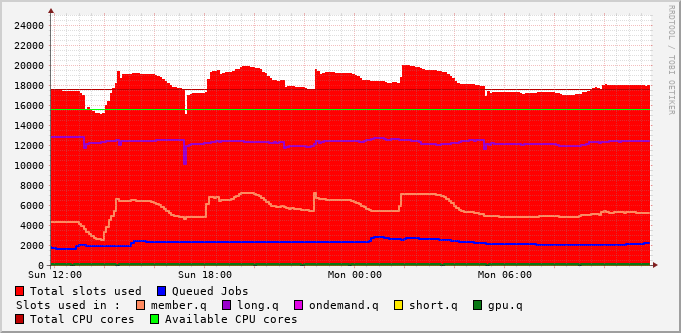 24000
22000
20000
18000
16000
14000
12000
10000
8000
6000
4000
2000
0
Sun 12:00 Sun 18:00 Mon 00:00 Mon 06:00
RRDTOOL / TOBI OETIKER
Total slots used Queued Jobs
Slots used in : member.q long.q ondemand.q short.q gpu.q
Total CPU cores Available CPU cores